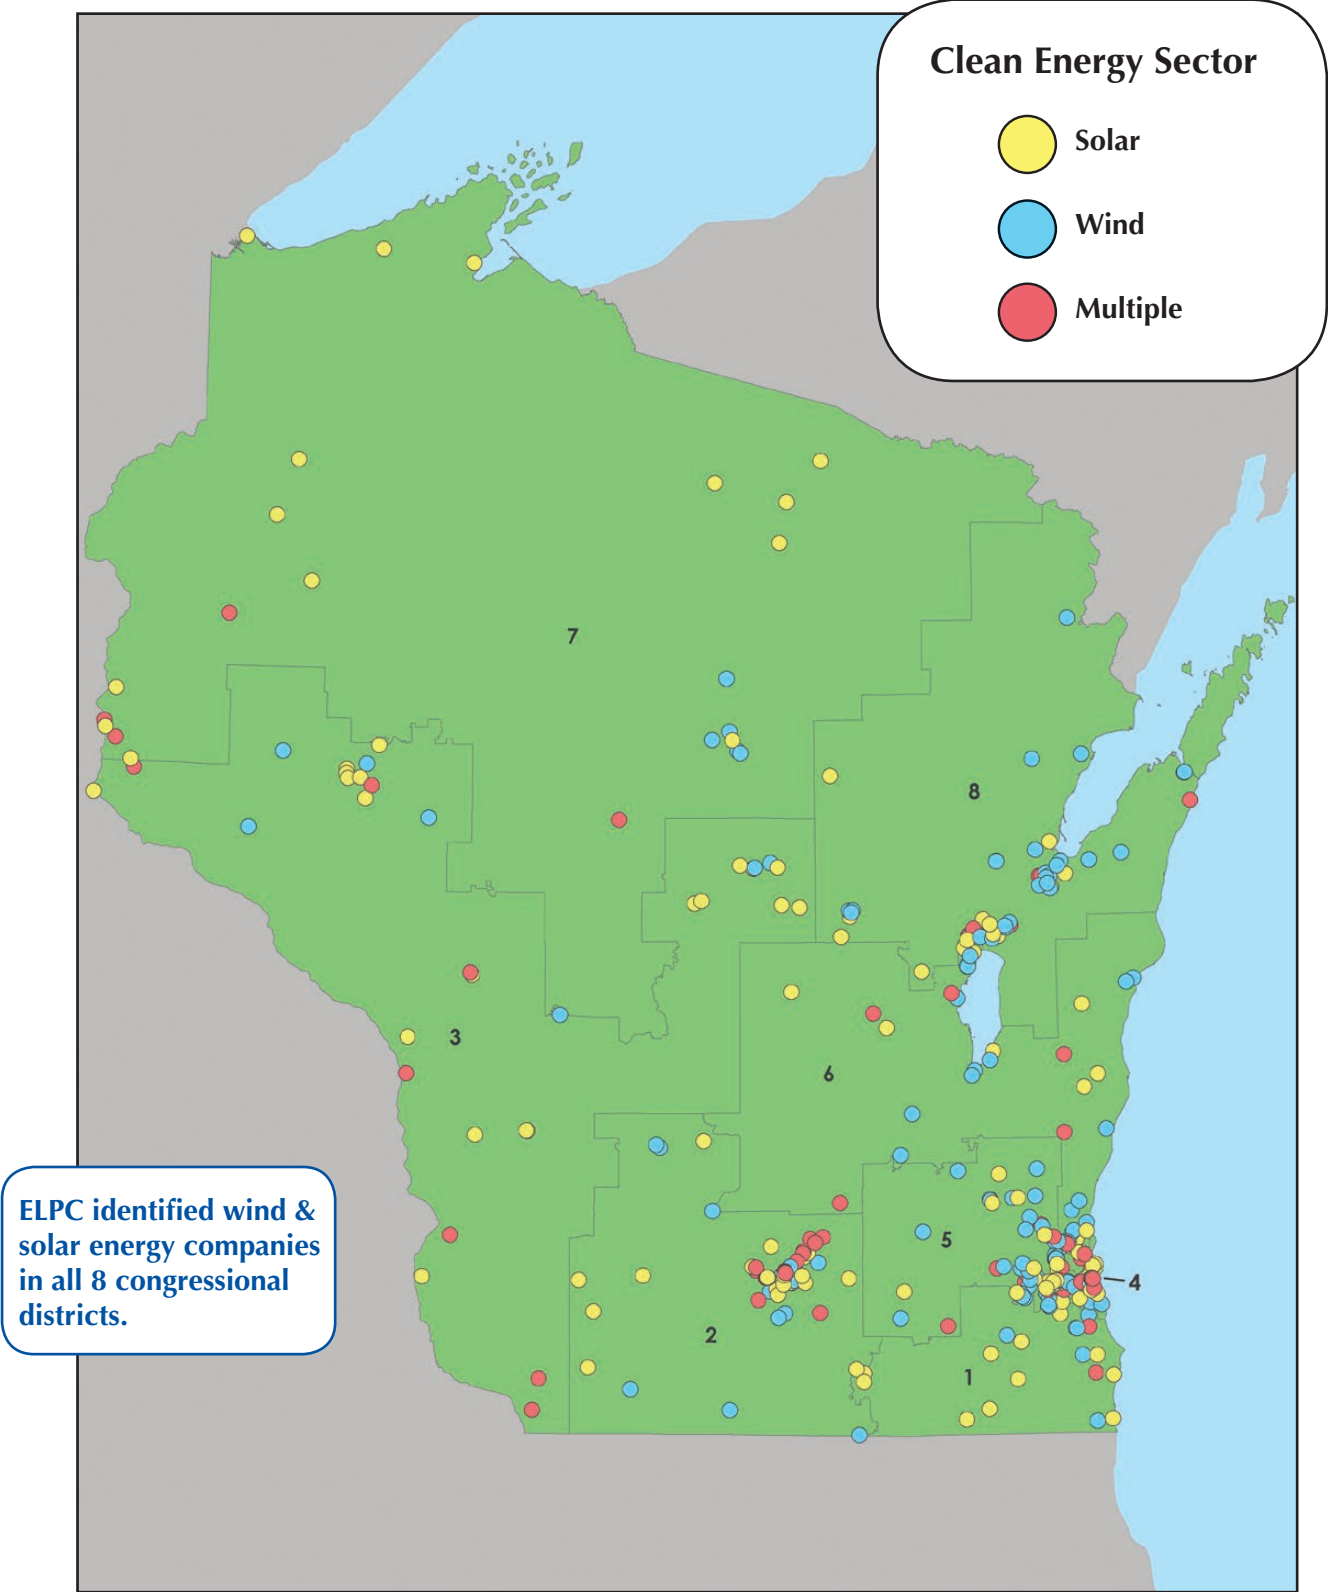 Clean Energy Sector
Solar
Wind
Multiple
7
8
3
6
5
4
2
1
ELPC identified wind &
solar energy companies
in all 8 congressional
districts.